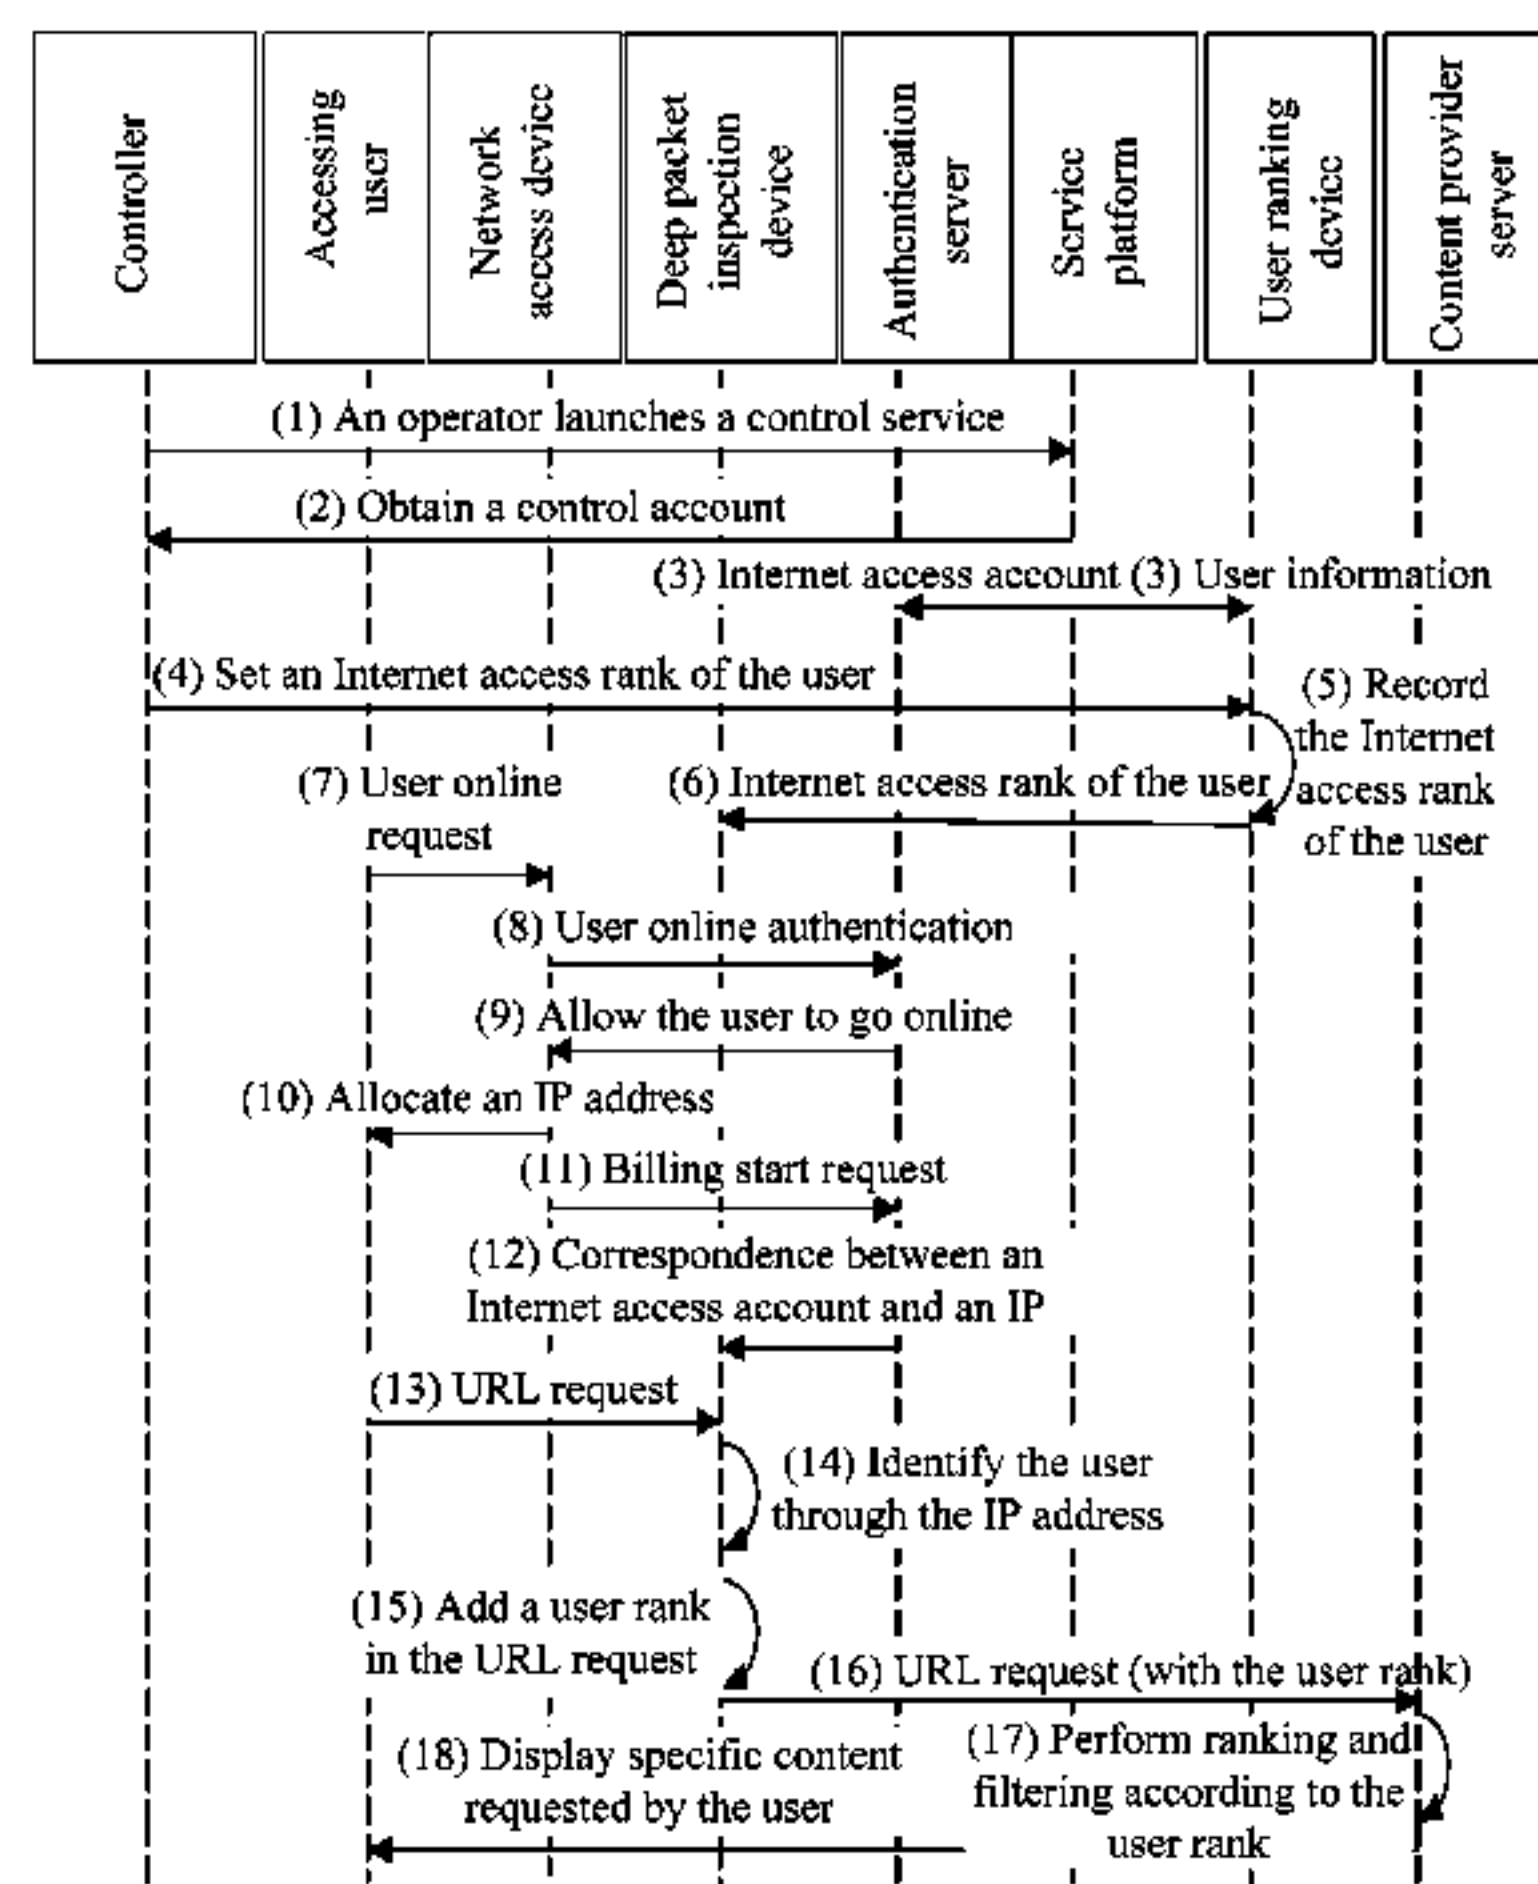 Controller
Accessing
user
Network
access device
Deep packet
inspection
device
Authentication
server
Service
platform
User ranking
device
Content provider
server
(1) An operator launches a control service
(2) Obtain a control account
(3) Internet access account (3) User information
(4) Set an Internet access rank of the user
(5) Record
the Internet
access rank
of the user
(6) Internet access rank of the user
(7) User online
request
(8) User online authentication
(9) Allow the user to go online
(10) Allocate an IP address
(11) Billing start request
(12) Correspondence between an
Internet access account and an IP
(13) URL request
(14) Identify the user
through the IP address
(15) Add a user rank
in the URL request
(16) URL request (with the user rank)
(17) Perform ranking and
filtering according to the
user rank
(18) Display specific content
requested by the user